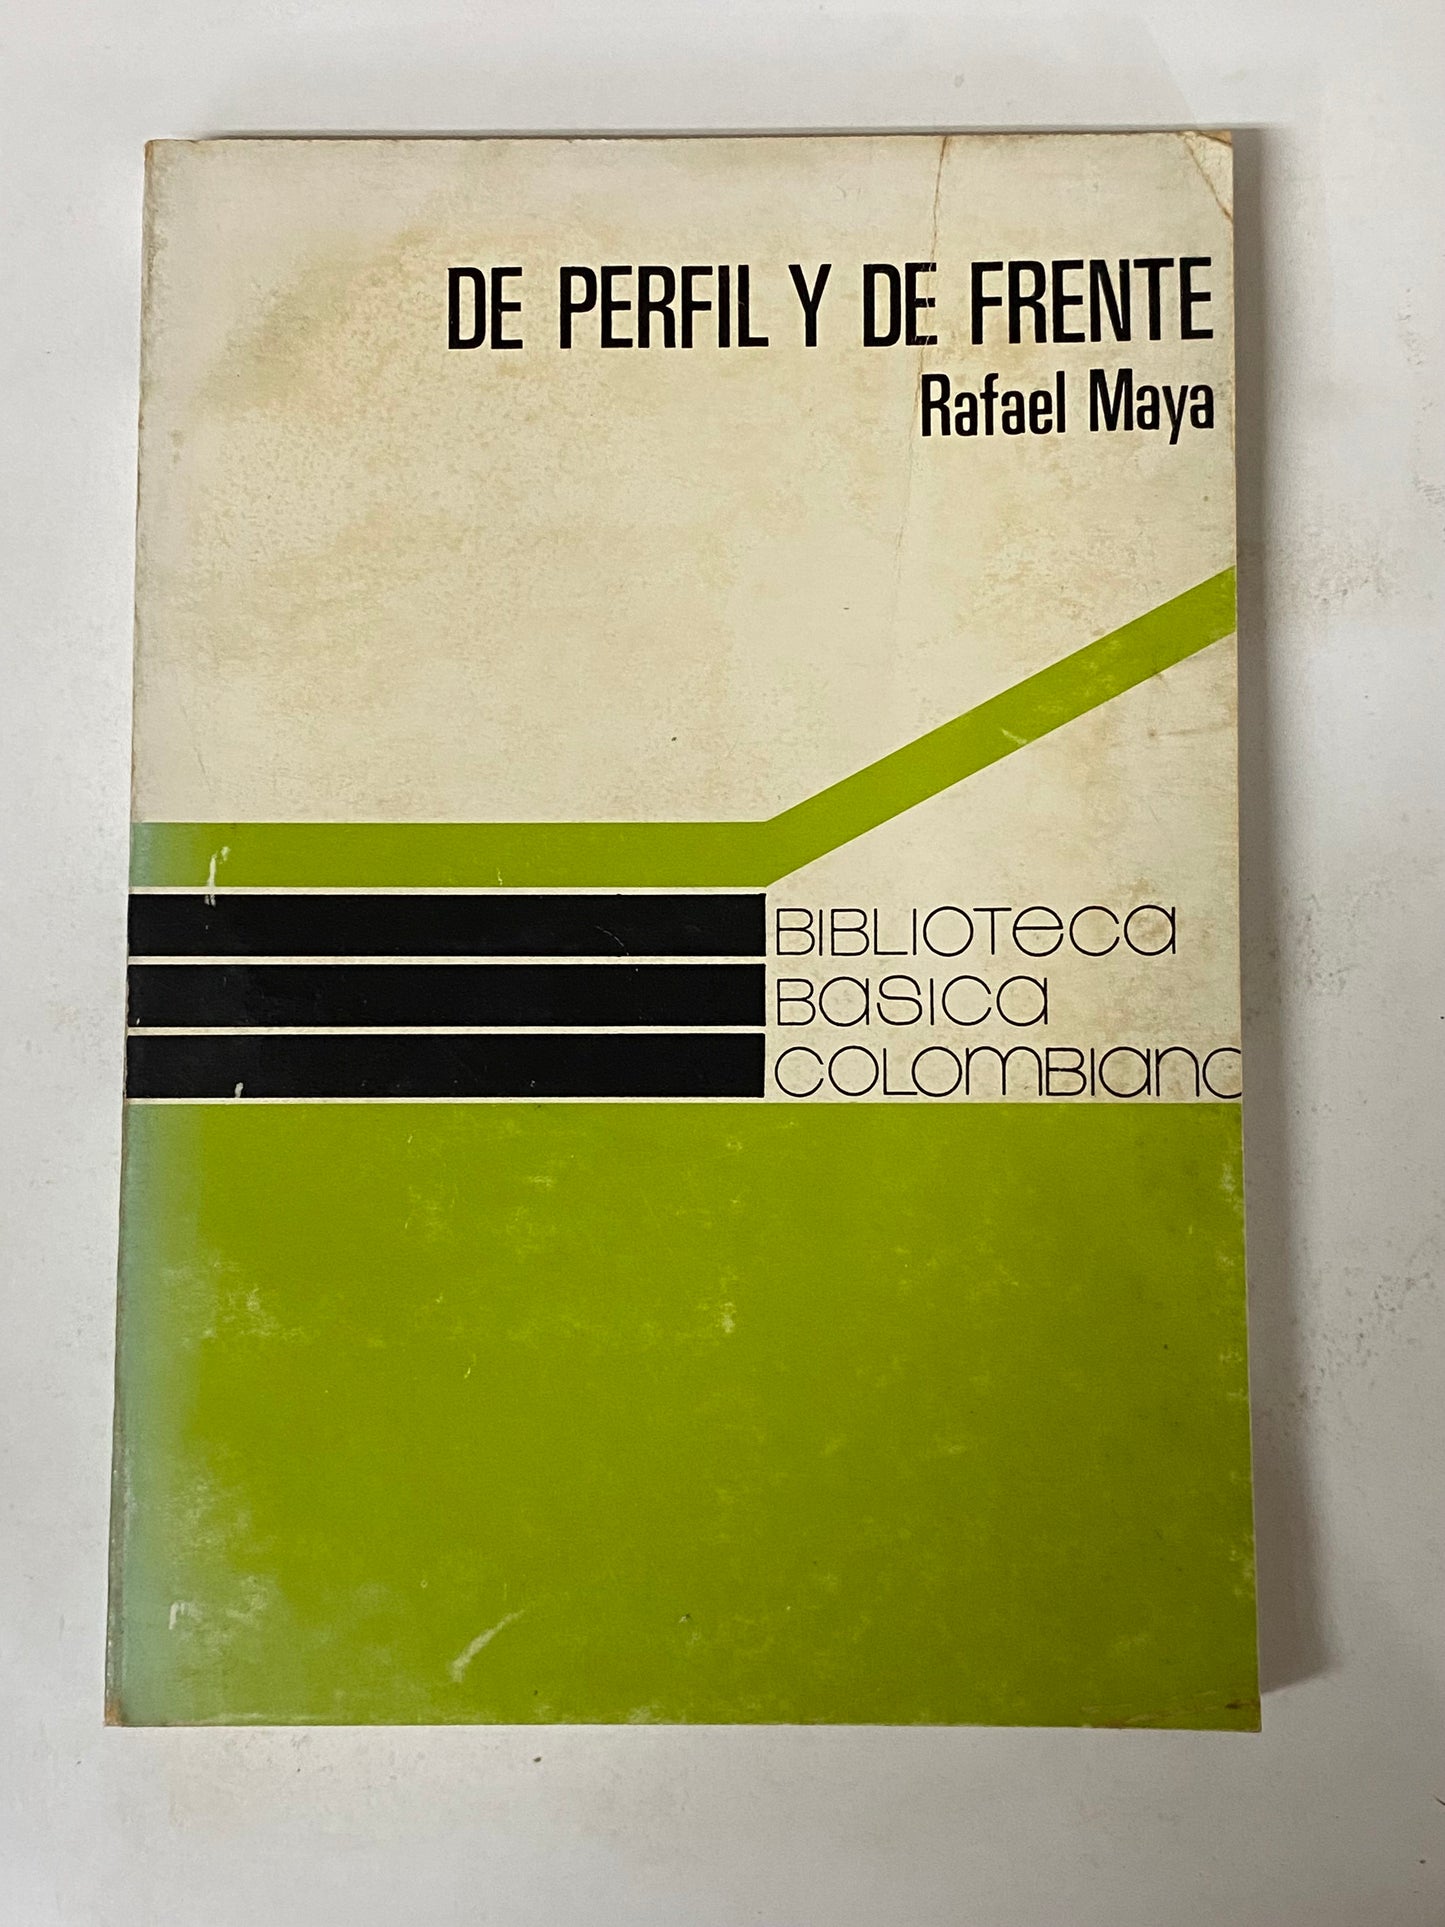 DE PERFIL Y DE FRENTE
Rafael Maya
BIBLIOTeca
Basica
COLOMBIana